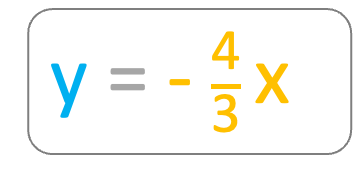 y = - 4/3 x